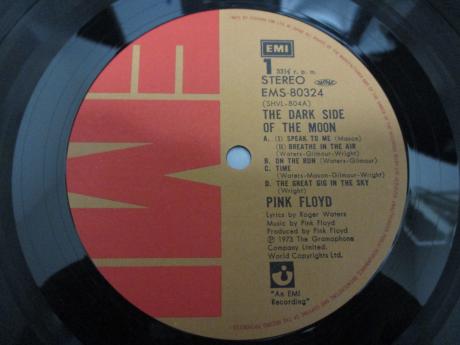 EMI
EMI
1 33⅓ r. p. m.
STEREO
EMS-80324
(SHVL-804A)
THE DARK SIDE
OF THE MOON
A. (I) SPEAK TO ME (Mason)
(II) BREATHE IN THE AIR
(Waters-Gilmour-Wright)
B. ON THE RUN (Waters-Gilmour)
C. TIME
(Waters-Mason-Gilmour-Wright)
D. THE GREAT GIG IN THE SKY
(Wright)
PINK FLOYD
Lyrics by Roger Waters
Music by Pink Floyd
Produced by Pink Floyd
Ⓟ 1973 The Gramophone
Company Limited.
World Copyrights Ltd.
"An EMI
Recording"